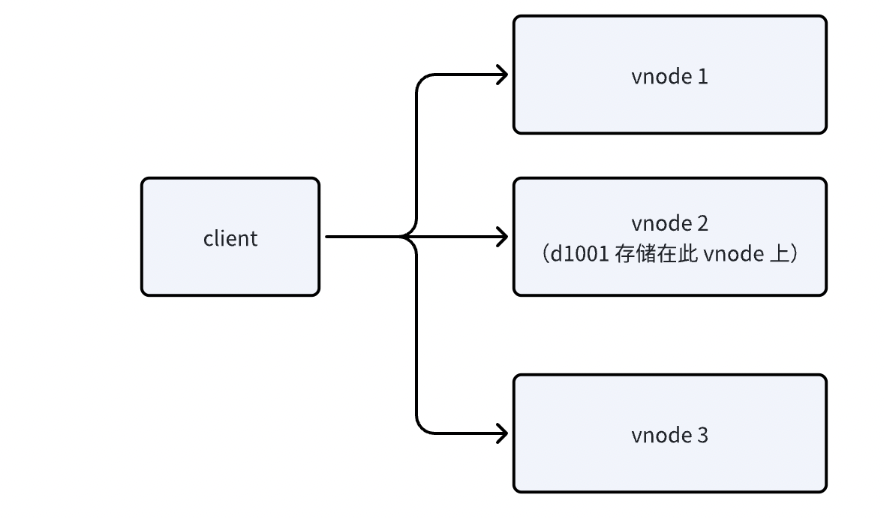 vnode 1
client
vnode 2
（d1001 存储在此 vnode 上）
vnode 3